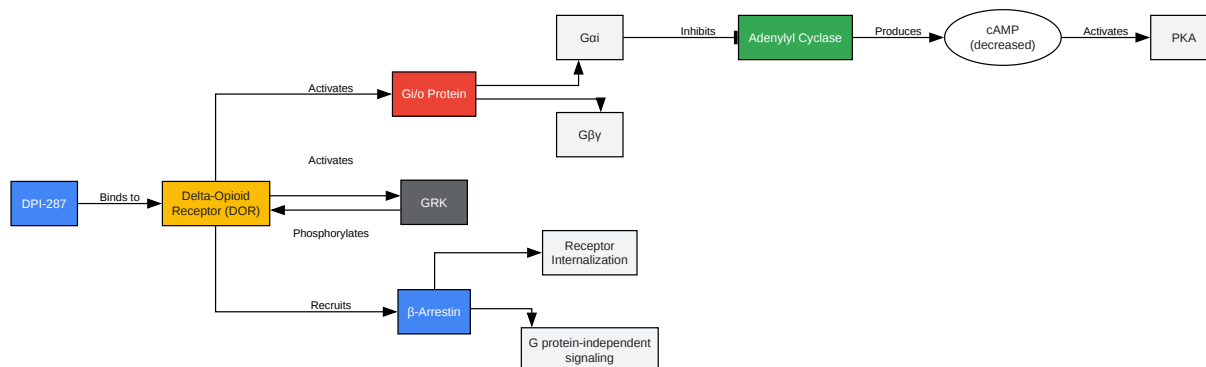 Gαi
Inhibits
Adenylyl Cyclase
Produces
cAMP
(decreased)
Activates
PKA
Activates
Gi/o Protein
Gβγ
Activates
DPI-287
Binds to
Delta-Opioid
Receptor (DOR)
GRK
Phosphorylates
Receptor
Internalization
Recruits
β-Arrestin
G protein-independent
signaling